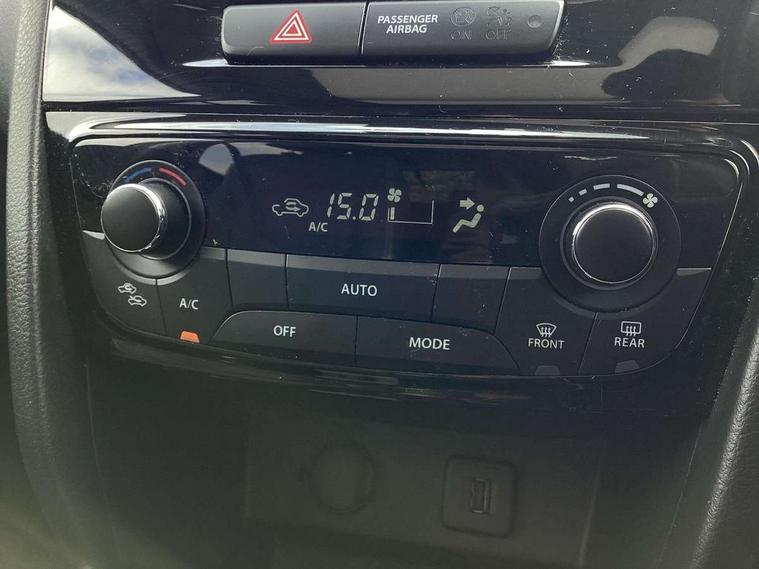 PASSENGER
AIRBAG
ON OFF
15.0
A/C
A/C
AUTO
OFF
MODE
FRONT
REAR